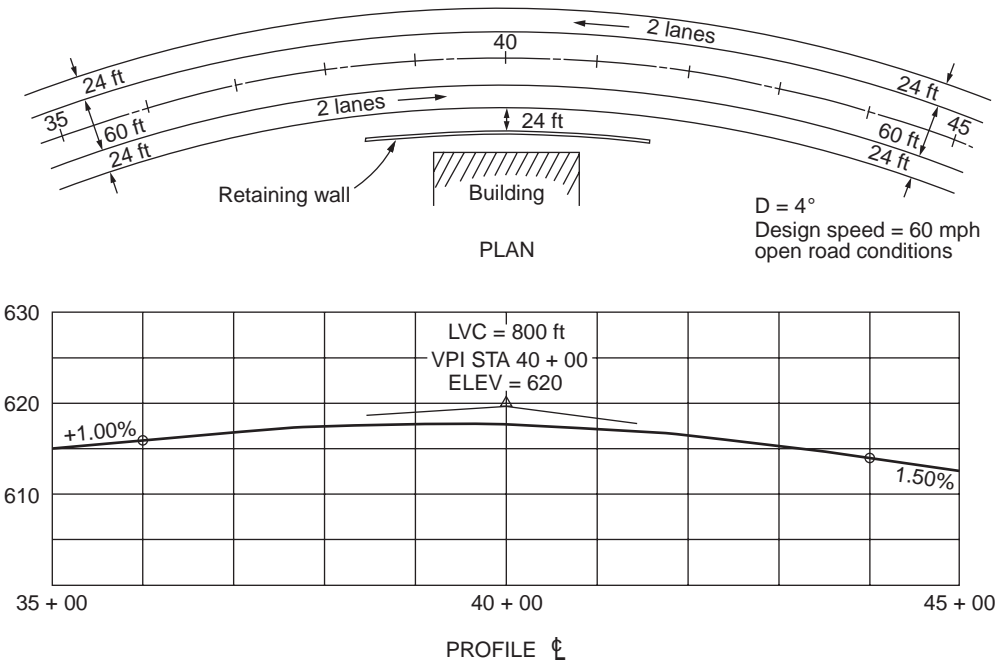 2 lanes
40
24 ft
24 ft
35
60 ft
2 lanes
24 ft
60 ft
45
24 ft
24 ft
Retaining wall
Building
D = 4°
Design speed = 60 mph
open road conditions
PLAN
630
LVC = 800 ft
VPI STA 40 + 00
ELEV = 620
620
+1.00%
1.50%
610
35 + 00
40 + 00
45 + 00
PROFILE ℄